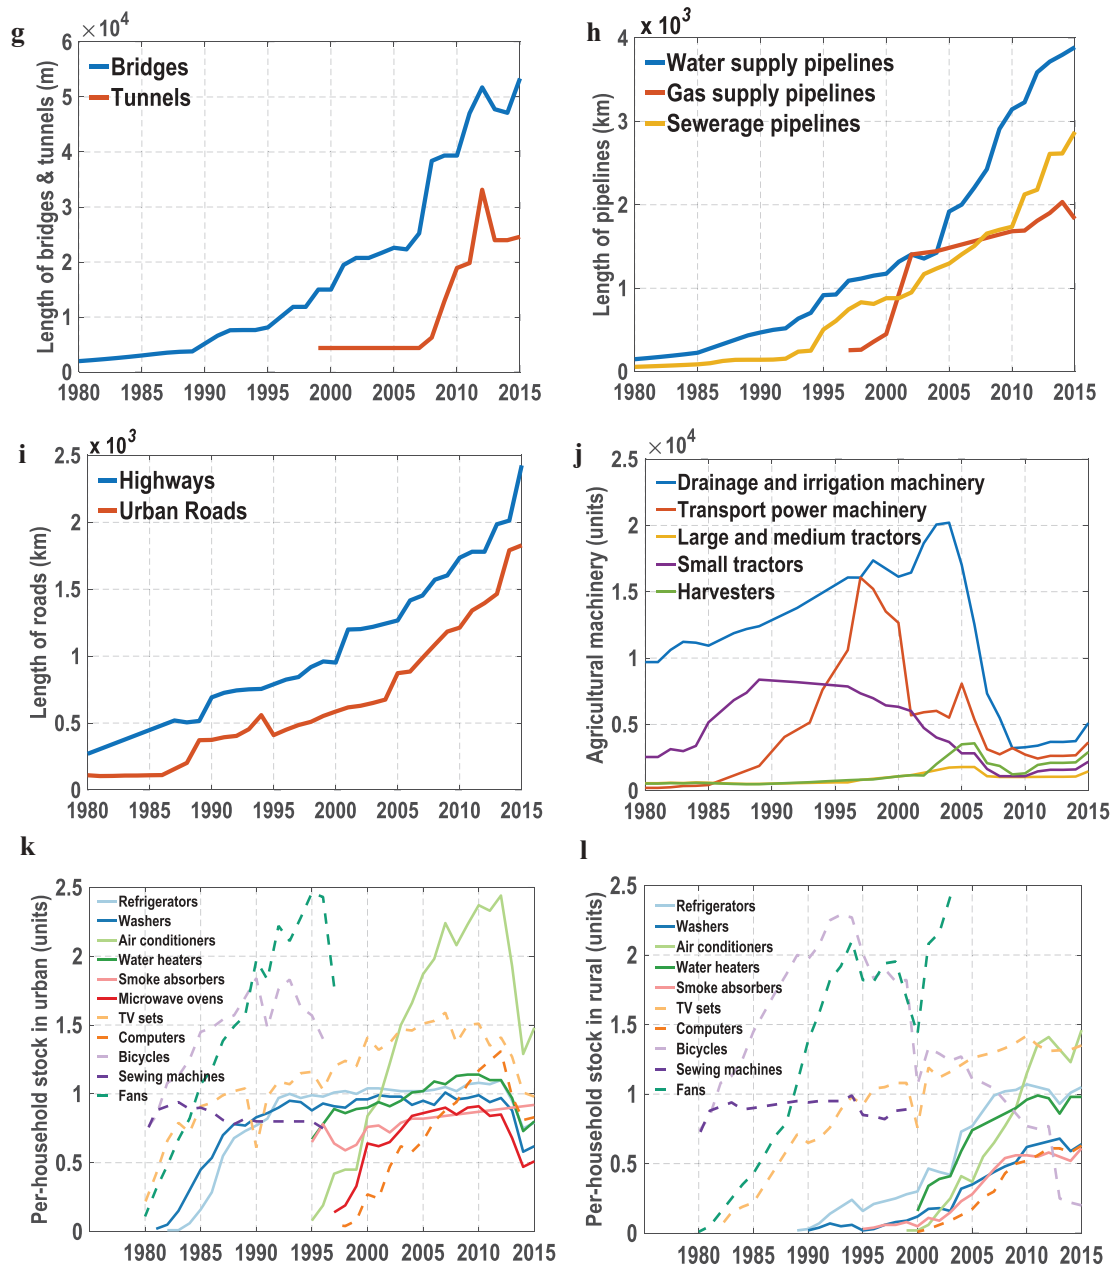 g
×10⁴
Length of bridges & tunnels (m)
6
5
4
3
2
1
0
Bridges
Tunnels
1980 1985 1990 1995 2000 2005 2010 2015
h
x 10³
Length of pipelines (km)
4
3
2
1
0
Water supply pipelines
Gas supply pipelines
Sewerage pipelines
1980 1985 1990 1995 2000 2005 2010 2015
i
x 10³
Length of roads (km)
2.5
2
1.5
1
0.5
0
Highways
Urban Roads
1980 1985 1990 1995 2000 2005 2010 2015
j
×10⁴
Agricultural machinery (units)
2.5
2
1.5
1
0.5
0
Drainage and irrigation machinery
Transport power machinery
Large and medium tractors
Small tractors
Harvesters
1980 1985 1990 1995 2000 2005 2010 2015
k
Per-household stock in urban (units)
2.5
2
1.5
1
0.5
0
Refrigerators
Washers
Air conditioners
Water heaters
Smoke absorbers
Microwave ovens
TV sets
Computers
Bicycles
Sewing machines
Fans
1980 1985 1990 1995 2000 2005 2010 2015
l
Per-household stock in rural (units)
2.5
2
1.5
1
0.5
0
Refrigerators
Washers
Air conditioners
Water heaters
Smoke absorbers
TV sets
Computers
Bicycles
Sewing machines
Fans
1980 1985 1990 1995 2000 2005 2010 2015